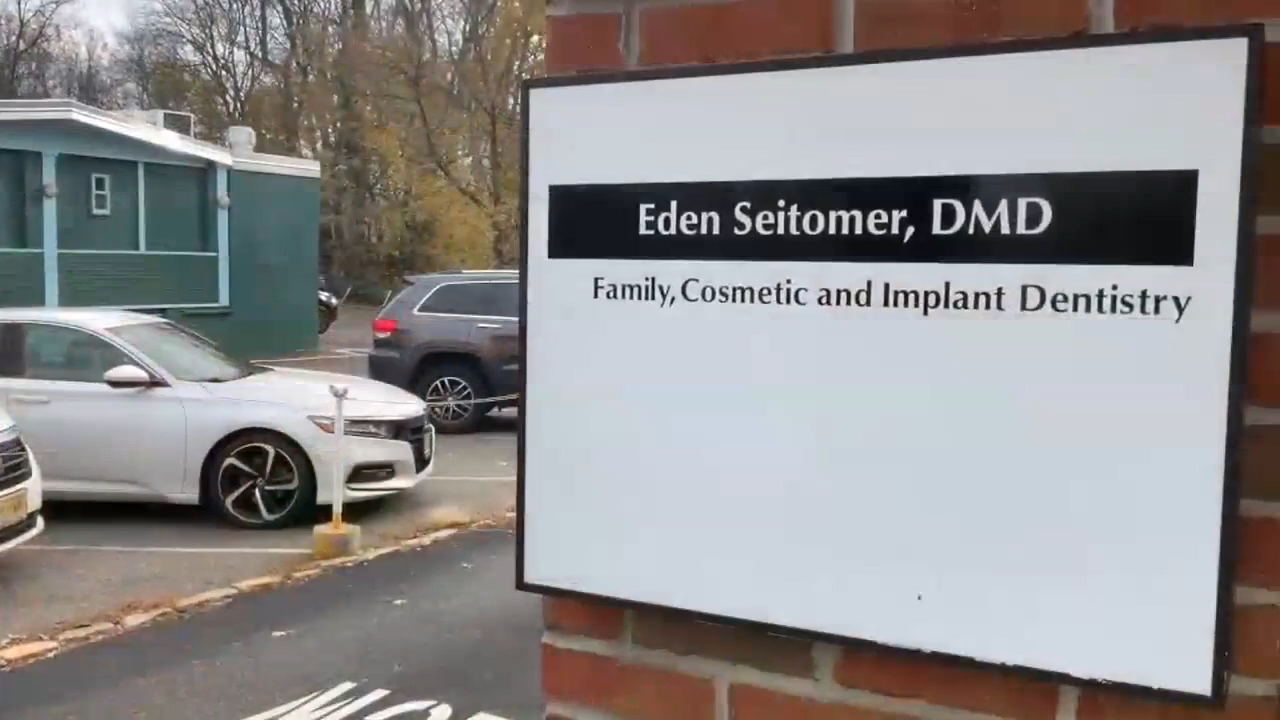 Eden Seitomer, DMD
Family, Cosmetic and Implant Dentistry